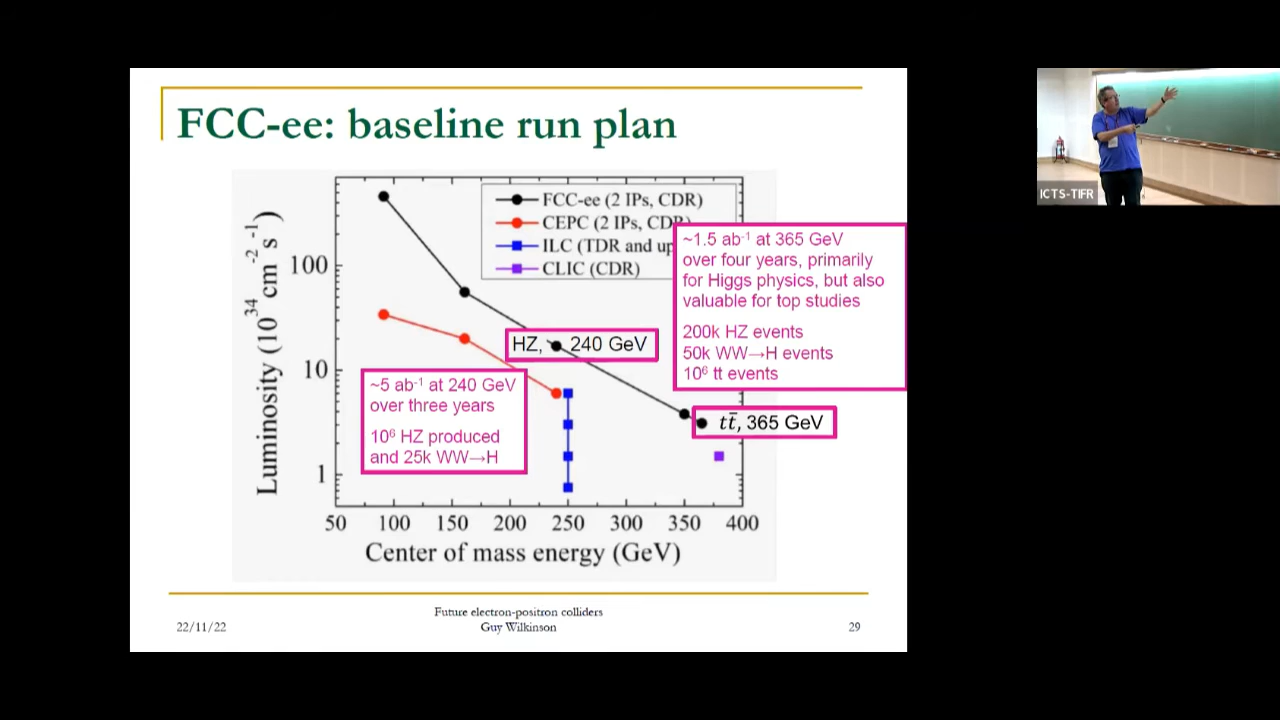 FCC-ee: baseline run plan
FCC-ee (2 IPs, CDR)
CEPC (2 IPs, CDR)
ILC (TDR and up
CLIC (CDR)
~1.5 ab⁻¹ at 365 GeV
over four years, primarily
for Higgs physics, but also
valuable for top studies
200k HZ events
50k WW→H events
10⁶ tt events
HZ, 240 GeV
~5 ab⁻¹ at 240 GeV
over three years
10⁶ HZ produced
and 25k WW→H
tt̄, 365 GeV
Luminosity (10³⁴ cm⁻² s⁻¹)
100
10
1
50 100 150 200 250 300 350 400
Center of mass energy (GeV)
22/11/22
Future electron-positron colliders
Guy Wilkinson
29
ICTS-TIFR